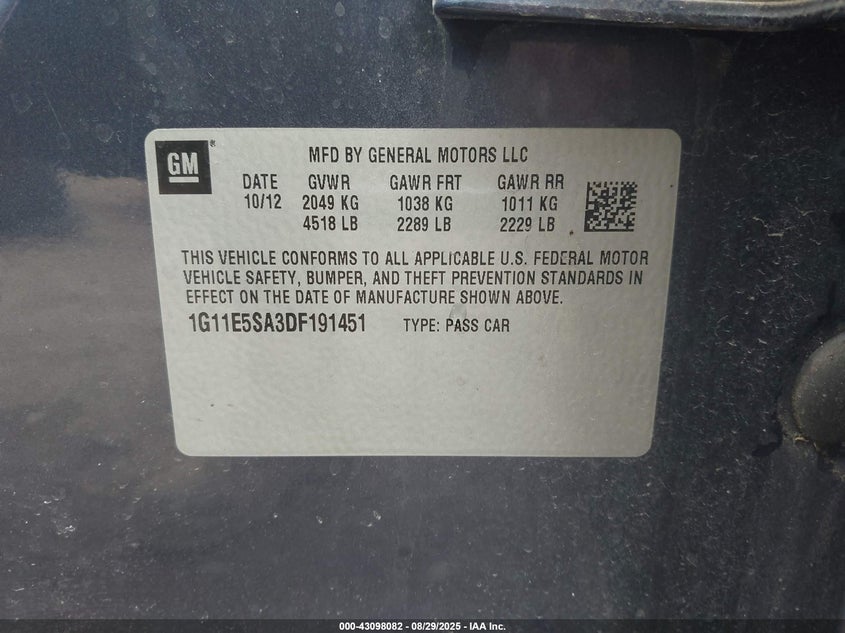 GM
MFD BY GENERAL MOTORS LLC
DATE GVWR GAWR FRT GAWR RR
10/12 2049 KG 1038 KG 1011 KG
4518 LB 2289 LB 2229 LB
THIS VEHICLE CONFORMS TO ALL APPLICABLE U.S. FEDERAL MOTOR
VEHICLE SAFETY, BUMPER, AND THEFT PREVENTION STANDARDS IN
EFFECT ON THE DATE OF MANUFACTURE SHOWN ABOVE.
1G11E5SA3DF191451 TYPE: PASS CAR
000-43098082 - 08/29/2025 - IAA Inc.